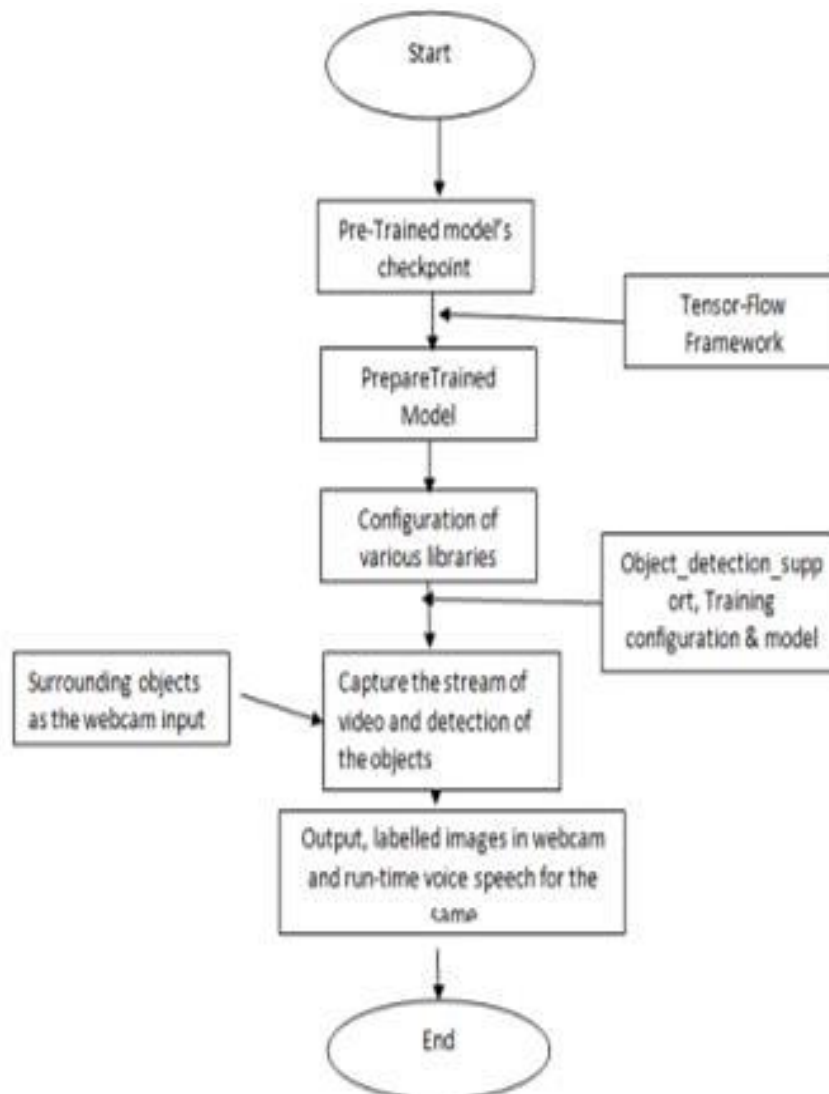 Start
Pre-Trained model's
checkpoint
Tensor-Flow
Framework
PrepareTrained
Model
Configuration of
various libraries
Object_detection_supp
ort, Training
configuration & model
Surrounding objects
as the webcam input
Capture the stream of
video and detection of
the objects
Output, labelled images in webcam
and run-time voice speech for the
same
End